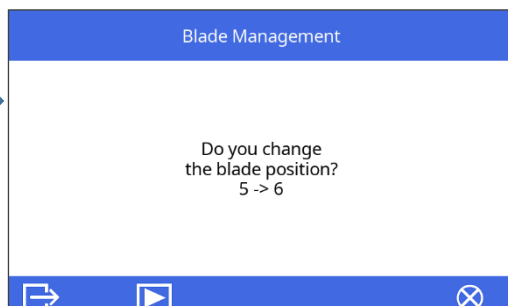 Blade Management
Do you change
the blade position?
5 -> 6